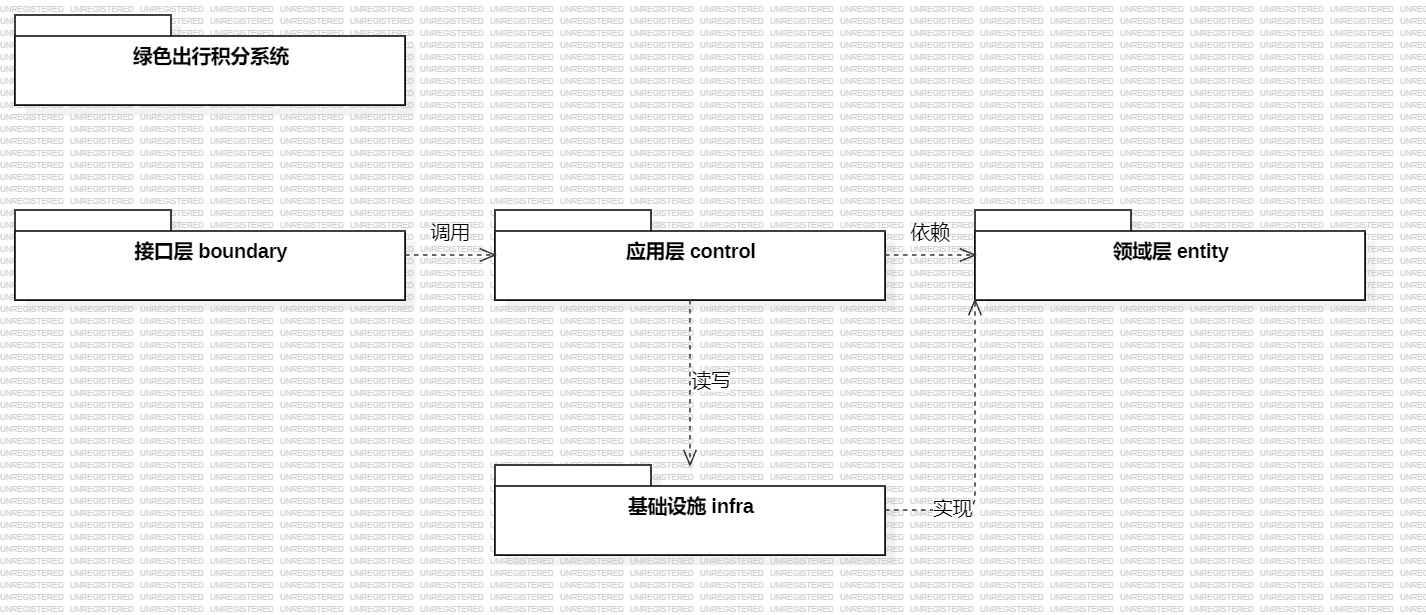 绿色出行积分系统
接口层 boundary
调用
应用层 control
依赖
领域层 entity
读写
基础设施 infra
实现
UNREGISTERED